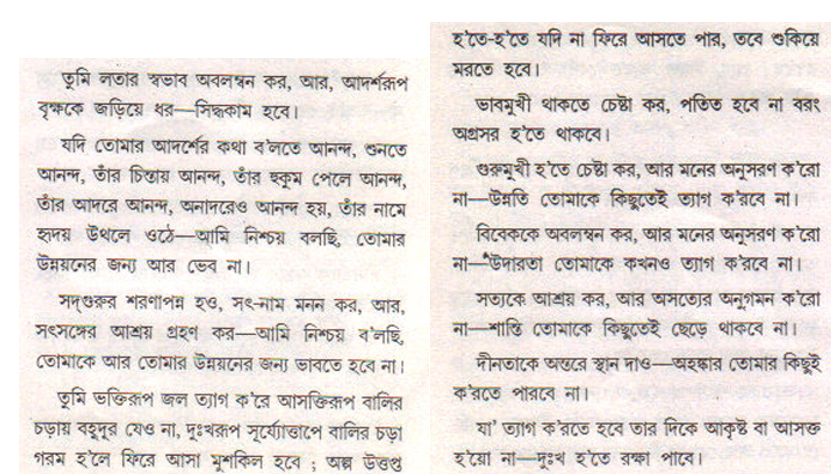 তুমি লতার স্বভাব অবলম্বন কর, আর, আদর্শরূপ
বৃক্ষকে জড়িয়ে ধর—সিদ্ধকাম হবে।
যদি তোমার আদর্শের কথা ব'লতে আনন্দ, শুনতে
আনন্দ, তাঁর চিন্তায় আনন্দ, তাঁর হুকুম পেলে আনন্দ,
তাঁর আদরে আনন্দ, অনাদরেও আনন্দ হয়, তাঁর নামে
হৃদয় উথলে ওঠে—আমি নিশ্চয় বলছি, তোমার
উন্নয়নের জন্য আর ভেব না।
সদ্‌গুরুর শরণাপন্ন হও, সৎ-নাম মনন কর, আর,
সৎসঙ্গের আশ্রয় গ্রহণ কর—আমি নিশ্চয় ব'লছি,
তোমাকে আর তোমার উন্নয়নের জন্য ভাবতে হবে না।
তুমি ভক্তিরূপ জল ত্যাগ ক'রে আসক্তিরূপ বালির
চড়ায় বহুদূর যেও না, দুঃখরূপ সূর্য্যোত্তাপে বালির চড়া
গরম হ'লে ফিরে আসা মুশকিল হবে ; অল্প উত্তপ্ত
হ'তে-হ'তে যদি না ফিরে আসতে পার, তবে শুকিয়ে
মরতে হবে।
ভাবমুখী থাকতে চেষ্টা কর, পতিত হবে না বরং
অগ্রসর হ'তে থাকবে।
গুরুমুখী হ'তে চেষ্টা কর, আর মনের অনুসরণ ক'রো
না—উন্নতি তোমাকে কিছুতেই ত্যাগ ক'রবে না।
বিবেককে অবলম্বন কর, আর মনের অনুসরণ ক'রো
না—উদারতা তোমাকে কখনও ত্যাগ ক'রবে না।
সত্যকে আশ্রয় কর, আর অসত্যের অনুগমন ক'রো
না—শান্তি তোমাকে কিছুতেই ছেড়ে থাকবে না।
দীনতাকে অন্তরে স্থান দাও—অহঙ্কার তোমার কিছুই
ক'রতে পারবে না।
যা' ত্যাগ ক'রতে হবে তার দিকে আকৃষ্ট বা আসক্ত
হ'য়ো না—দুঃখ হ'তে রক্ষা পাবে।